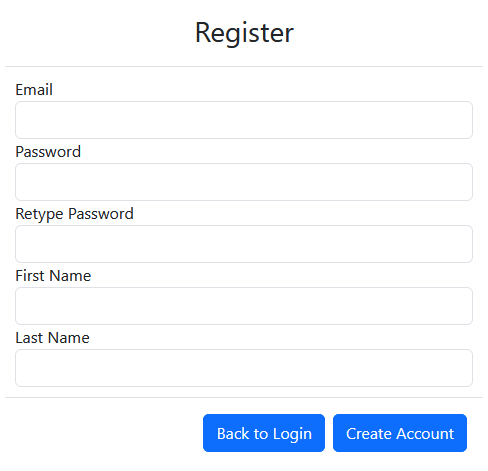 Register
Email
Password
Retype Password
First Name
Last Name
Back to Login Create Account